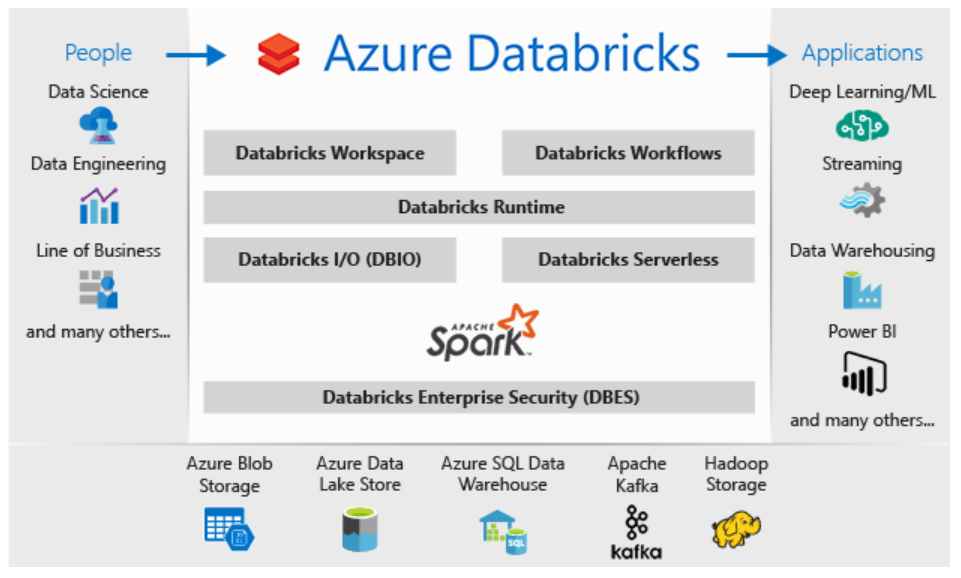 People
Azure Databricks
Applications
Data Science
Data Engineering
Line of Business
and many others...
Databricks Workspace
Databricks Workflows
Databricks Runtime
Databricks I/O (DBIO)
Databricks Serverless
APACHE
Spark™
Databricks Enterprise Security (DBES)
Deep Learning/ML
Streaming
Data Warehousing
Power BI
and many others...
Azure Blob
Storage
Azure Data
Lake Store
Azure SQL Data
Warehouse
SQL
Apache
Kafka
kafka
Hadoop
Storage